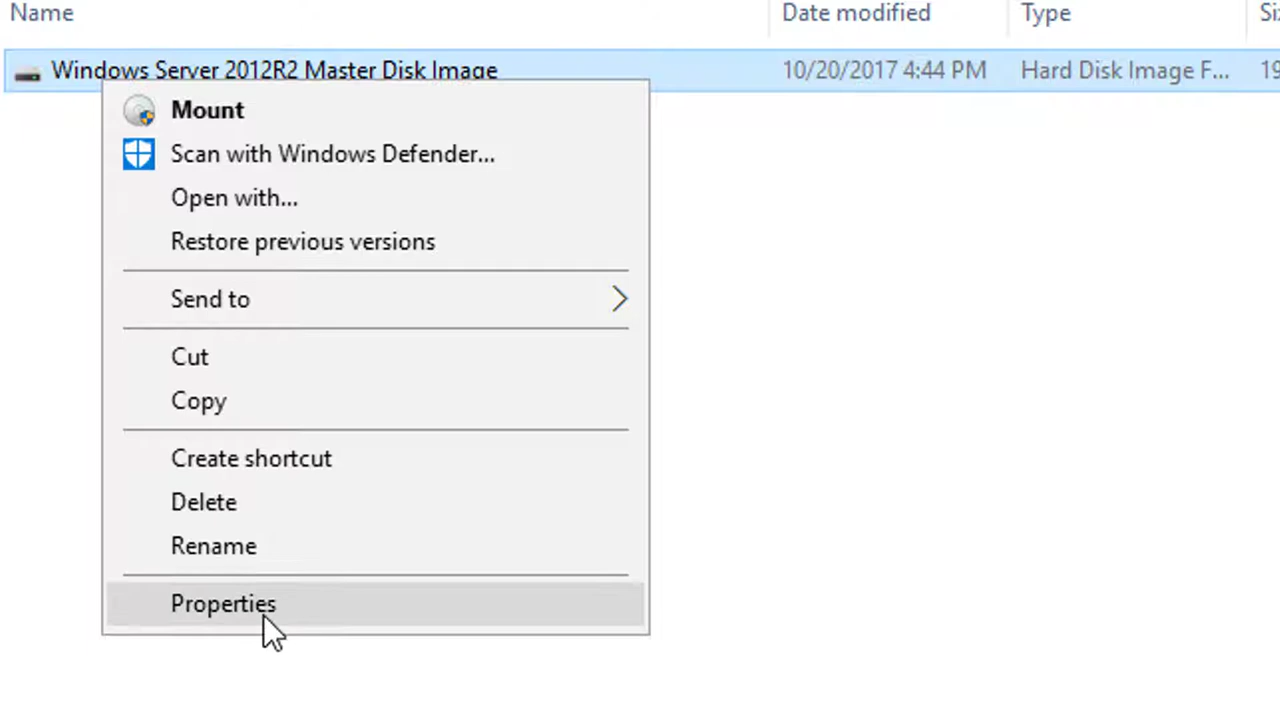 Name Date modified Type
Windows Server 2012R2 Master Disk Image 10/20/2017 4:44 PM Hard Disk Image F...
Mount
Scan with Windows Defender...
Open with...
Restore previous versions
Send to
Cut
Copy
Create shortcut
Delete
Rename
Properties